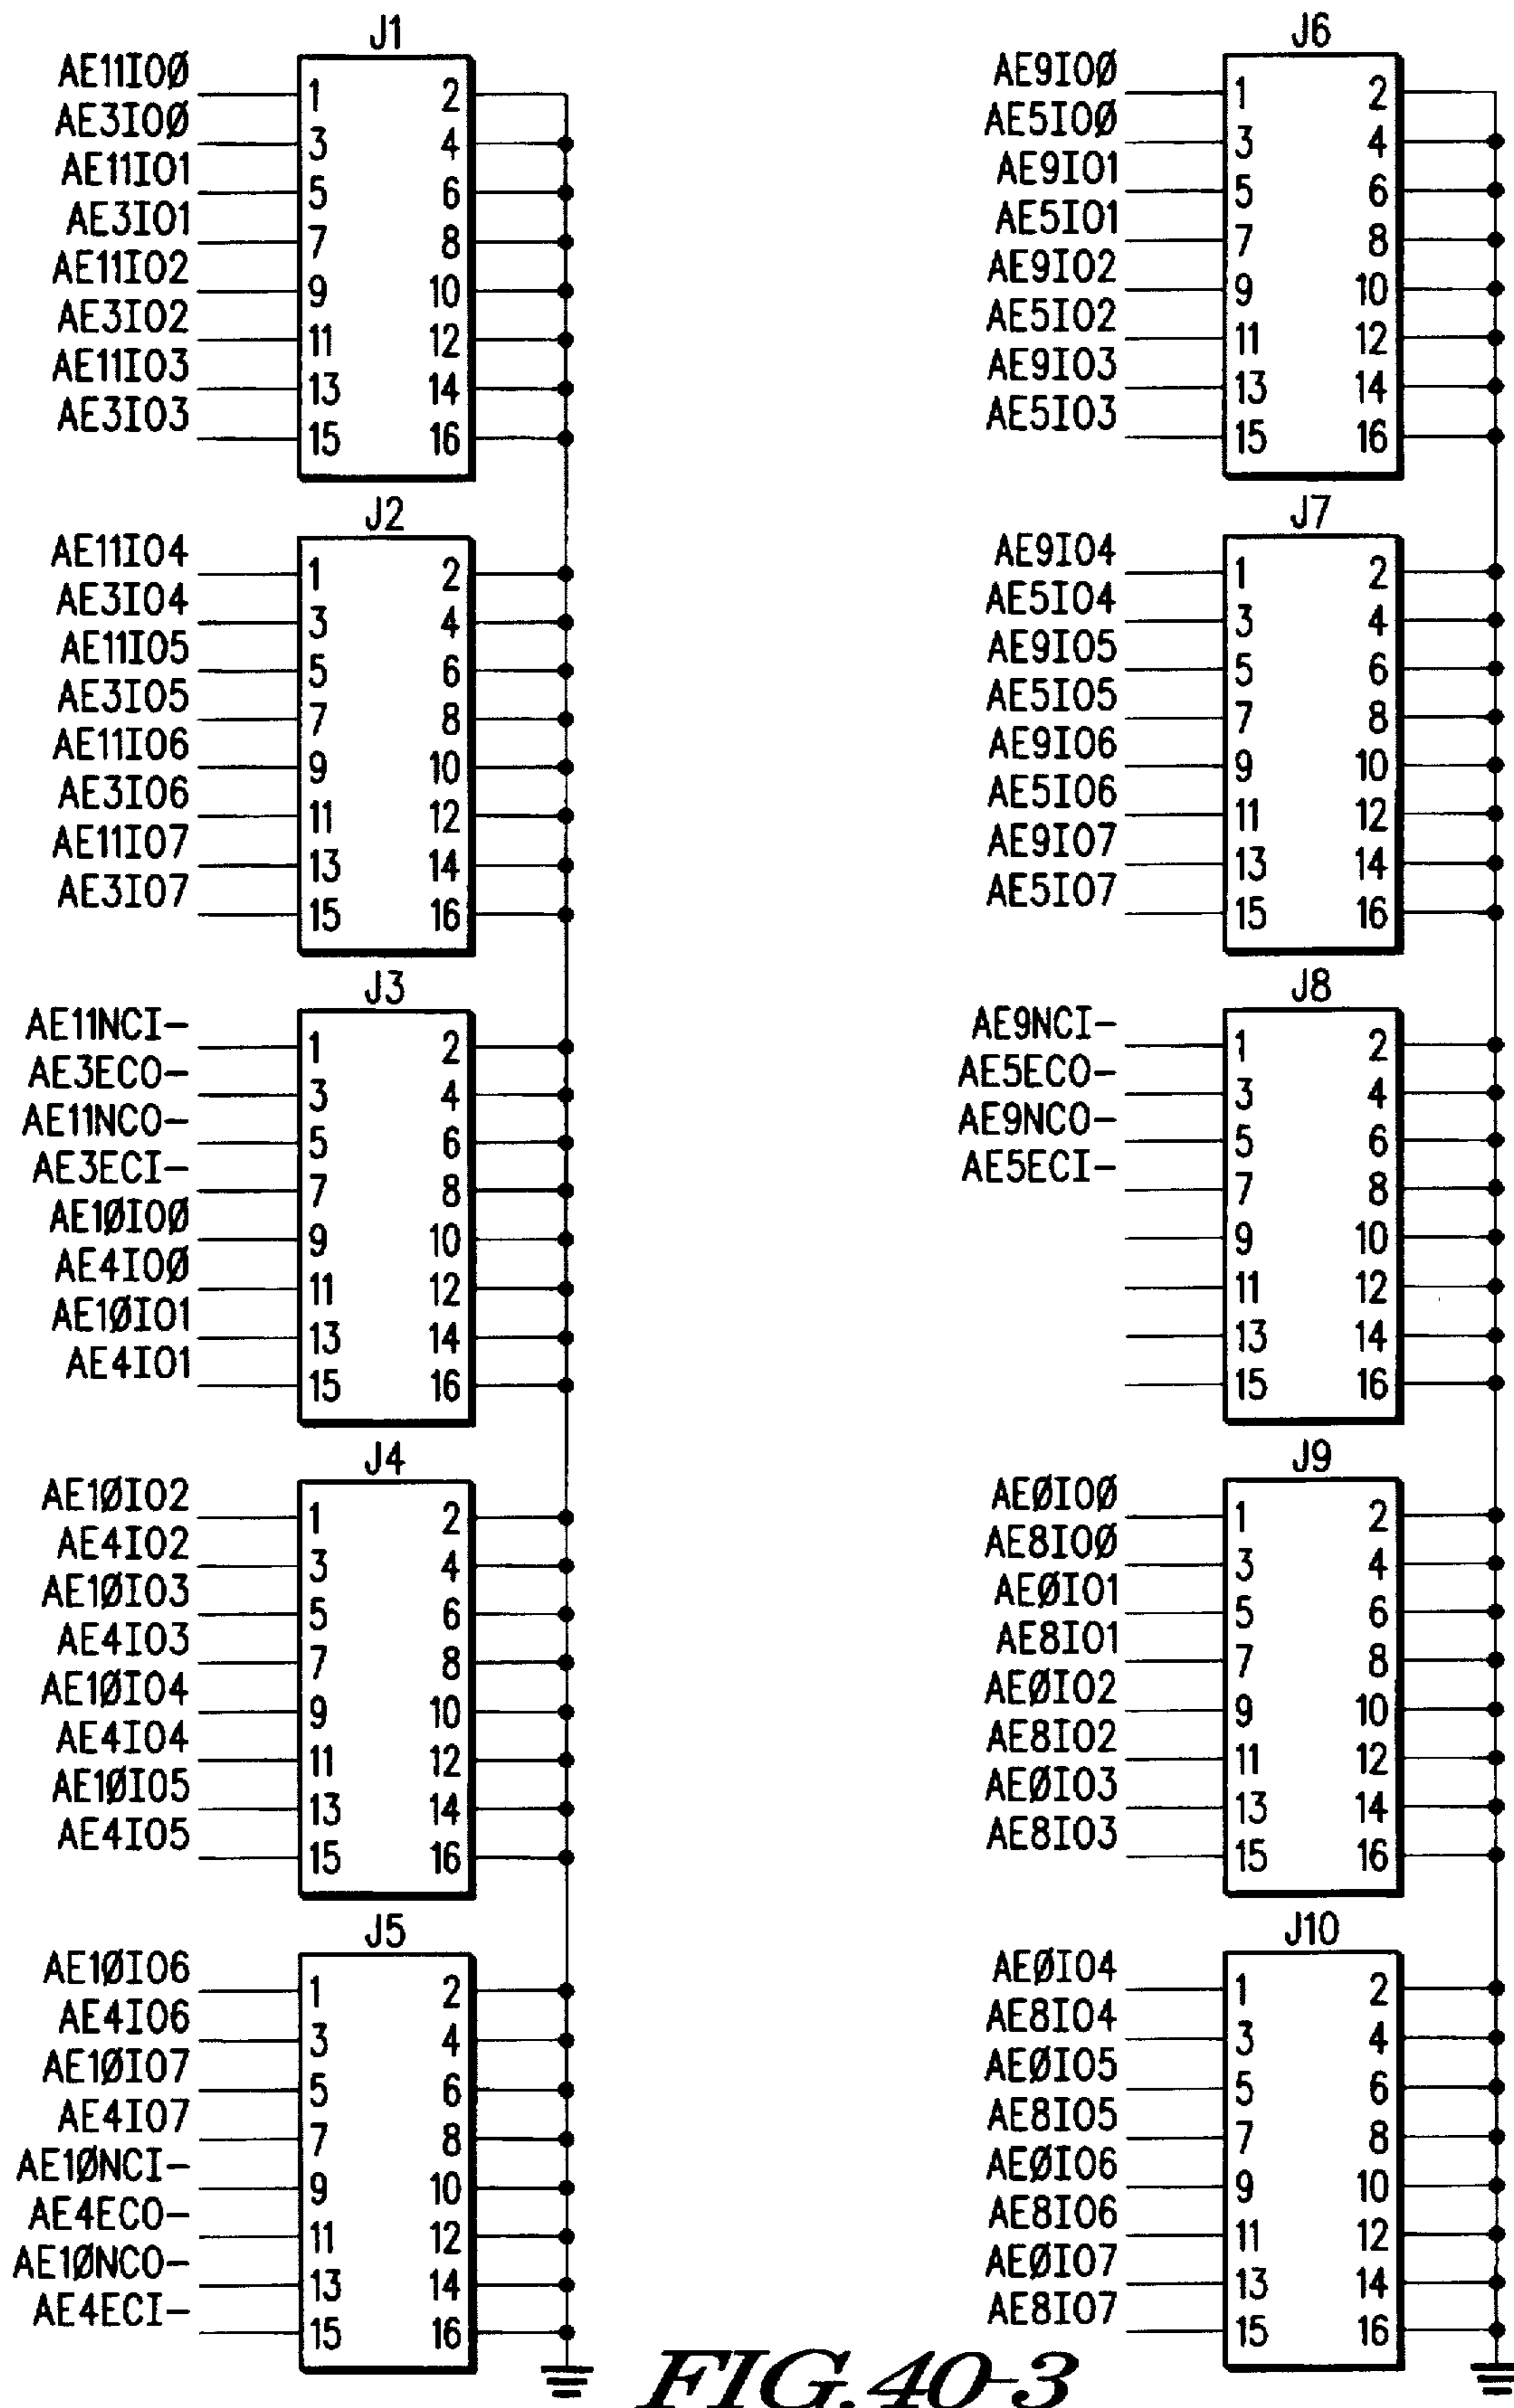 J1
AE11IOØ
1 2
AE3IOØ
3 4
AE11IO1
5 6
AE3IO1
7 8
AE11IO2
9 10
AE3IO2
11 12
AE11IO3
13 14
AE3IO3
15 16
J2
AE11IO4
1 2
AE3IO4
3 4
AE11IO5
5 6
AE3IO5
7 8
AE11IO6
9 10
AE3IO6
11 12
AE11IO7
13 14
AE3IO7
15 16
J3
AE11NCI-
1 2
AE3ECO-
3 4
AE11NCO-
5 6
AE3ECI-
7 8
AE1ØIOØ
9 10
AE4IOØ
11 12
AE1ØIO1
13 14
AE4IO1
15 16
J4
AE1ØIO2
1 2
AE4IO2
3 4
AE1ØIO3
5 6
AE4IO3
7 8
AE1ØIO4
9 10
AE4IO4
11 12
AE1ØIO5
13 14
AE4IO5
15 16
J5
AE1ØIO6
1 2
AE4IO6
3 4
AE1ØIO7
5 6
AE4IO7
7 8
AE1ØNCI-
9 10
AE4ECO-
11 12
AE1ØNCO-
13 14
AE4ECI-
15 16
J6
AE9IOØ
1 2
AE5IOØ
3 4
AE9IO1
5 6
AE5IO1
7 8
AE9IO2
9 10
AE5IO2
11 12
AE9IO3
13 14
AE5IO3
15 16
J7
AE9IO4
1 2
AE5IO4
3 4
AE9IO5
5 6
AE5IO5
7 8
AE9IO6
9 10
AE5IO6
11 12
AE9IO7
13 14
AE5IO7
15 16
J8
AE9NCI-
1 2
AE5ECO-
3 4
AE9NCO-
5 6
AE5ECI-
7 8
9 10
11 12
13 14
15 16
J9
AEØIOØ
1 2
AE8IOØ
3 4
AEØIO1
5 6
AE8IO1
7 8
AEØIO2
9 10
AE8IO2
11 12
AEØIO3
13 14
AE8IO3
15 16
J10
AEØIO4
1 2
AE8IO4
3 4
AEØIO5
5 6
AE8IO5
7 8
AEØIO6
9 10
AE8IO6
11 12
AEØIO7
13 14
AE8IO7
15 16
FIG.40-3